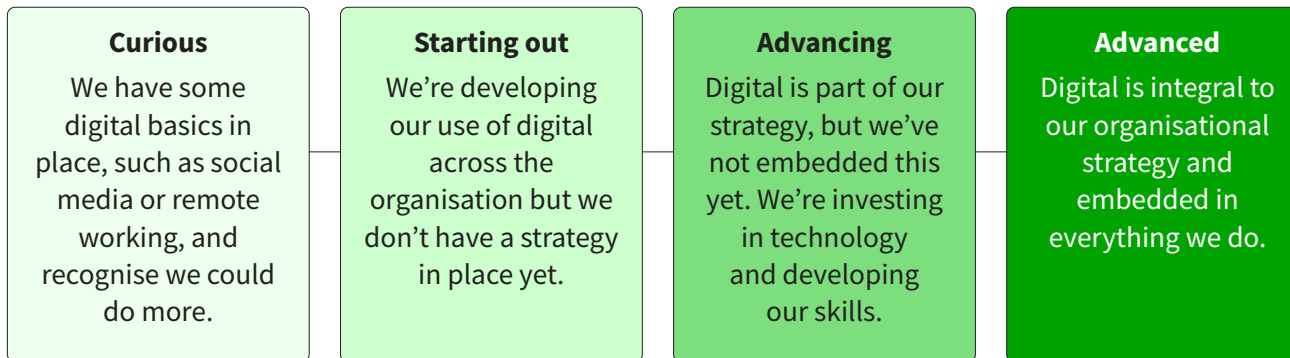 Curious
We have some
digital basics in
place, such as social
media or remote
working, and
recognise we could
do more.
Starting out
We’re developing
our use of digital
across the
organisation but we
don’t have a strategy
in place yet.
Advancing
Digital is part of our
strategy, but we’ve
not embedded this
yet. We’re investing
in technology
and developing
our skills.
Advanced
Digital is integral to
our organisational
strategy and
embedded in
everything we do.